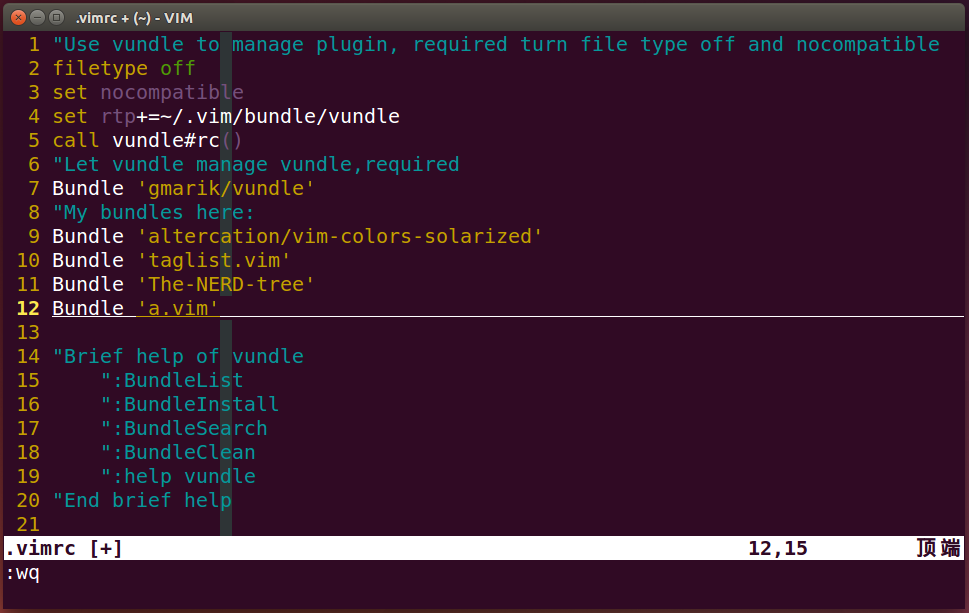 .vimrc + (~) - VIM
1 "Use vundle to manage plugin, required turn file type off and nocompatible
2 filetype off
3 set nocompatible
4 set rtp+=~/.vim/bundle/vundle
5 call vundle#rc()
6 "Let vundle manage vundle,required
7 Bundle 'gmarik/vundle'
8 "My bundles here:
9 Bundle 'altercation/vim-colors-solarized'
10 Bundle 'taglist.vim'
11 Bundle 'The-NERD-tree'
12 Bundle 'a.vim'
13
14 "Brief help of vundle
15     ":BundleList
16     ":BundleInstall
17     ":BundleSearch
18     ":BundleClean
19     ":help vundle
20 "End brief help
21
.vimrc [+] 12,15 顶端
:wq